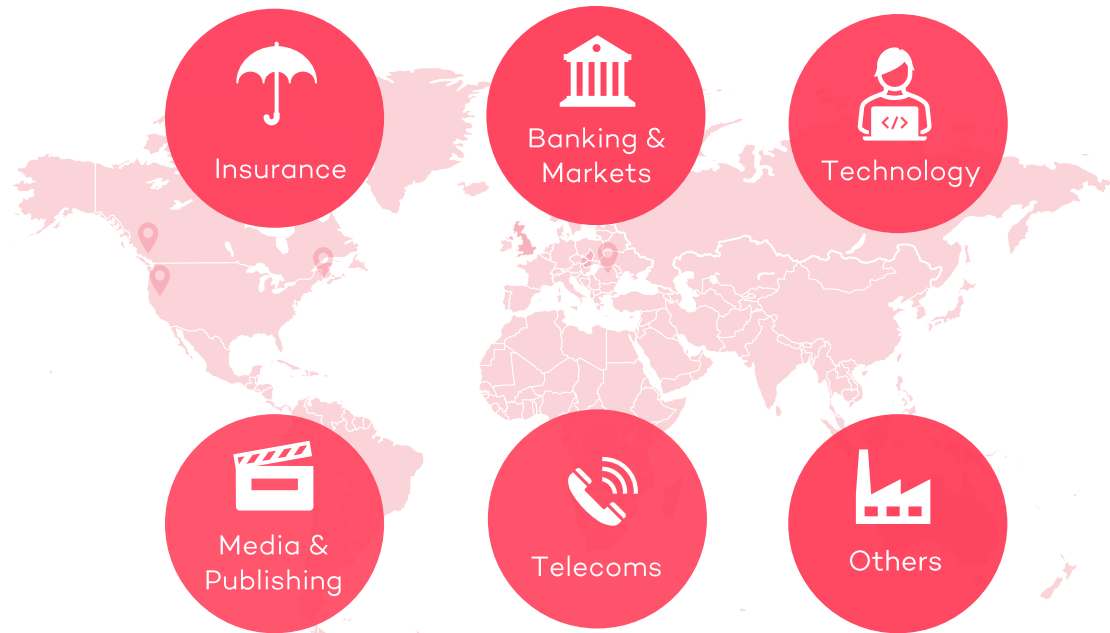 Insurance
Banking &
Markets
Technology
</>
Media &
Publishing
Telecoms
Others